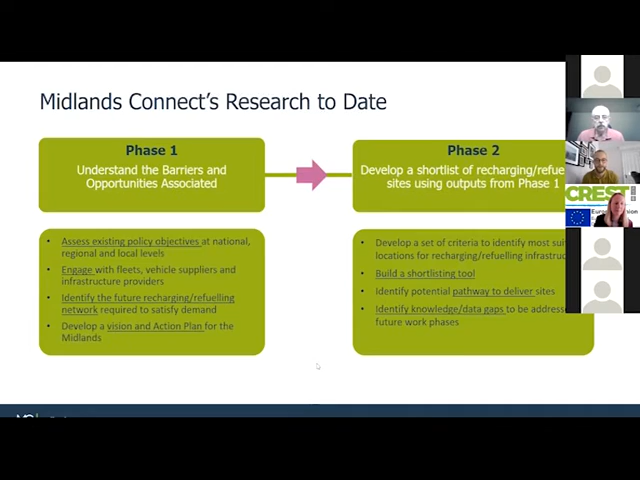 Midlands Connect's Research to Date
Phase 1
Understand the Barriers and
Opportunities Associated
Phase 2
Develop a shortlist of recharging/refue
sites using outputs from Phase 1
• Assess existing policy objectives at national,
regional and local levels
• Engage with fleets, vehicle suppliers and
infrastructure providers
• Identify the future recharging/refuelling
network required to satisfy demand
• Develop a vision and Action Plan for the
Midlands
• Develop a set of criteria to identify most sui
locations for recharging/refuelling infrastru
• Build a shortlisting tool
• Identify potential pathway to deliver sites
• Identify knowledge/data gaps to be addresse
future work phases
CREST